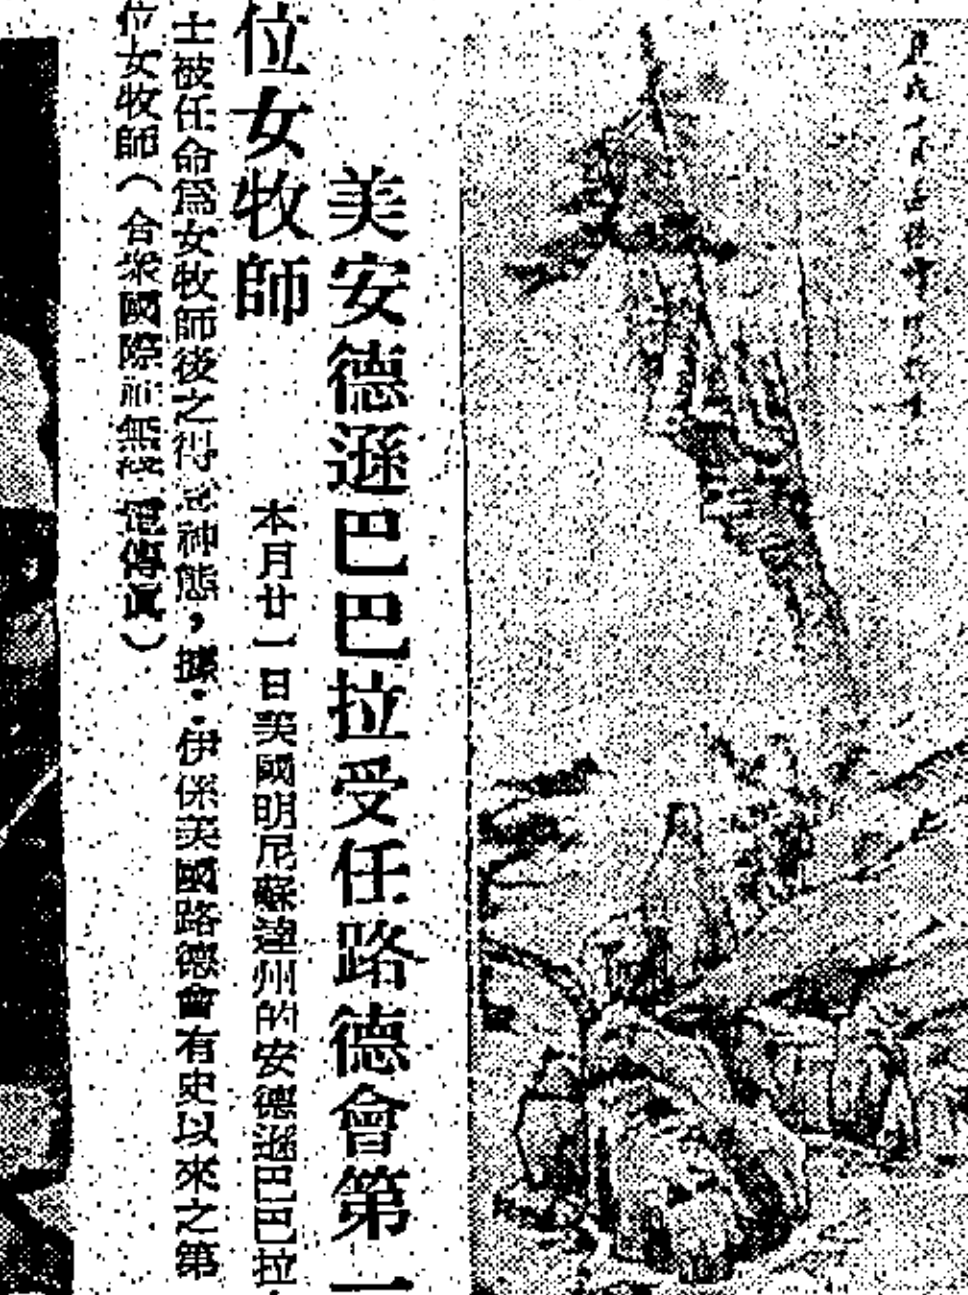 美安德遜巴巴拉受任路德會第一
位女牧師
本月廿一日美國明尼蘇達州的安德遜巴巴拉
士被任命爲女牧師後之得意神態，據：伊係美國路德會有史以來之第
位女牧師（合衆國際社無線電傳眞）